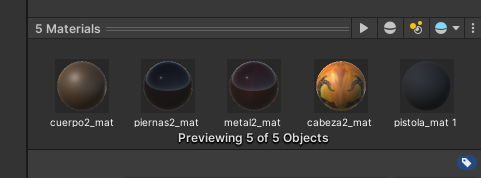 5 Materials
cuerpo2_mat piernas2_mat metal2_mat cabeza2_mat pistola_mat 1
Previewing 5 of 5 Objects